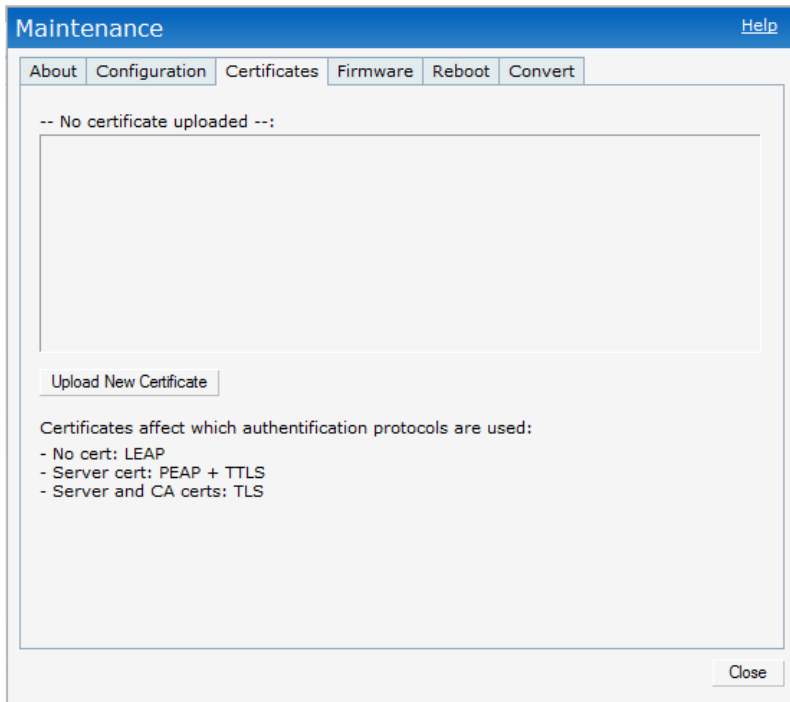 Maintenance
Help
About Configuration Certificates Firmware Reboot Convert
-- No certificate uploaded --:
Upload New Certificate
Certificates affect which authentification protocols are used:
- No cert: LEAP
- Server cert: PEAP + TTLS
- Server and CA certs: TLS
Close